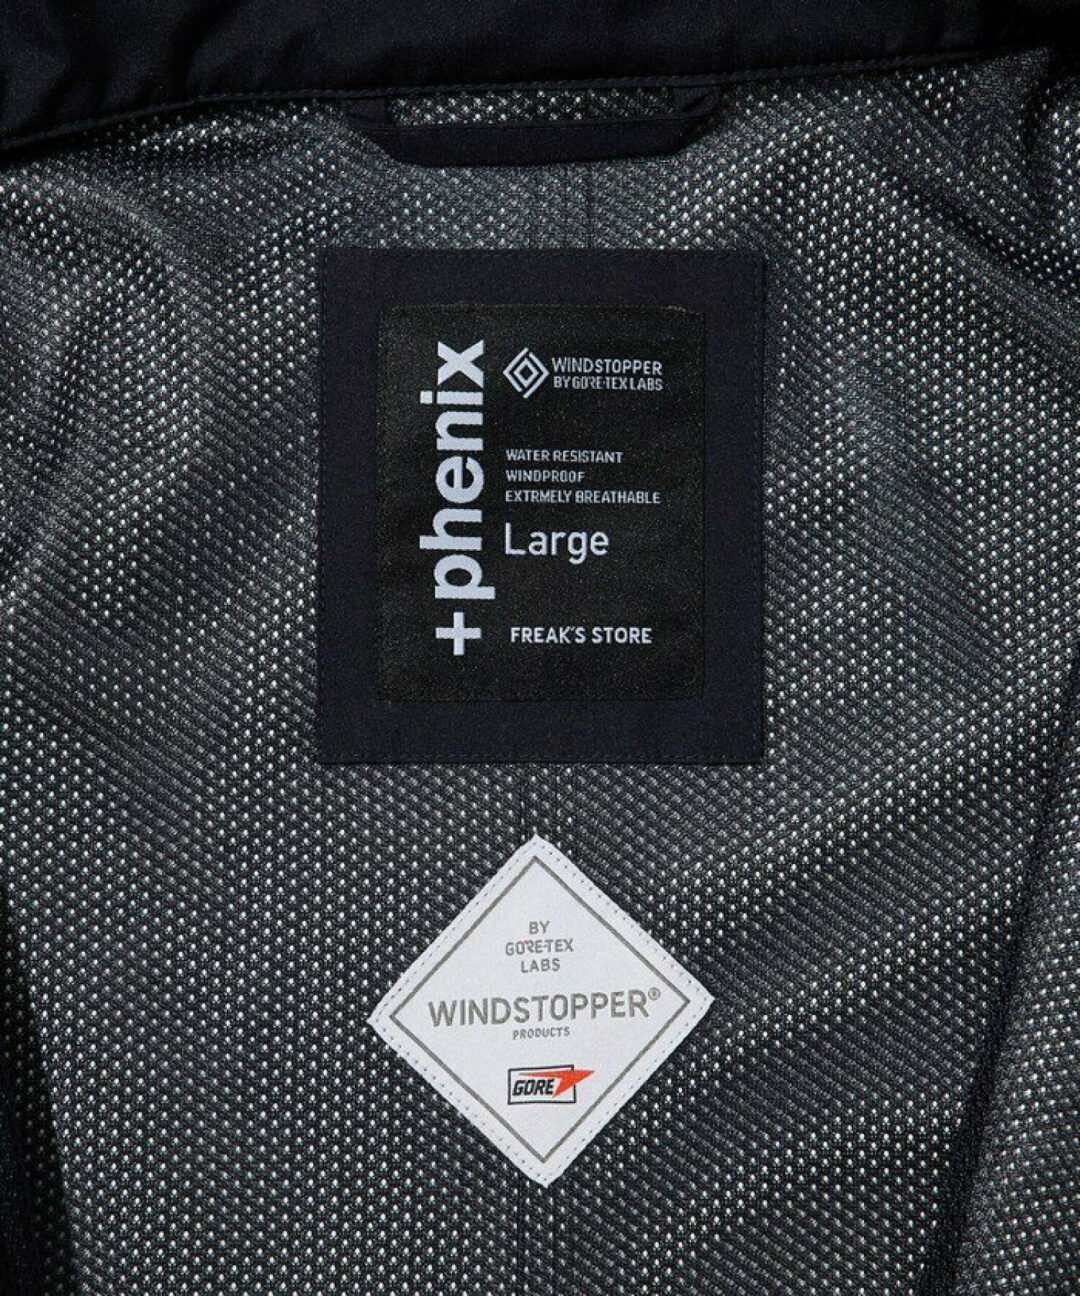 +phenix
WINDSTOPPER
BY GORE-TEX LABS
WATER RESISTANT
WINDPROOF
EXTRMELY BREATHABLE
Large
FREAK'S STORE
BY
GORE-TEX
LABS
WINDSTOPPER®
PRODUCTS
GORE